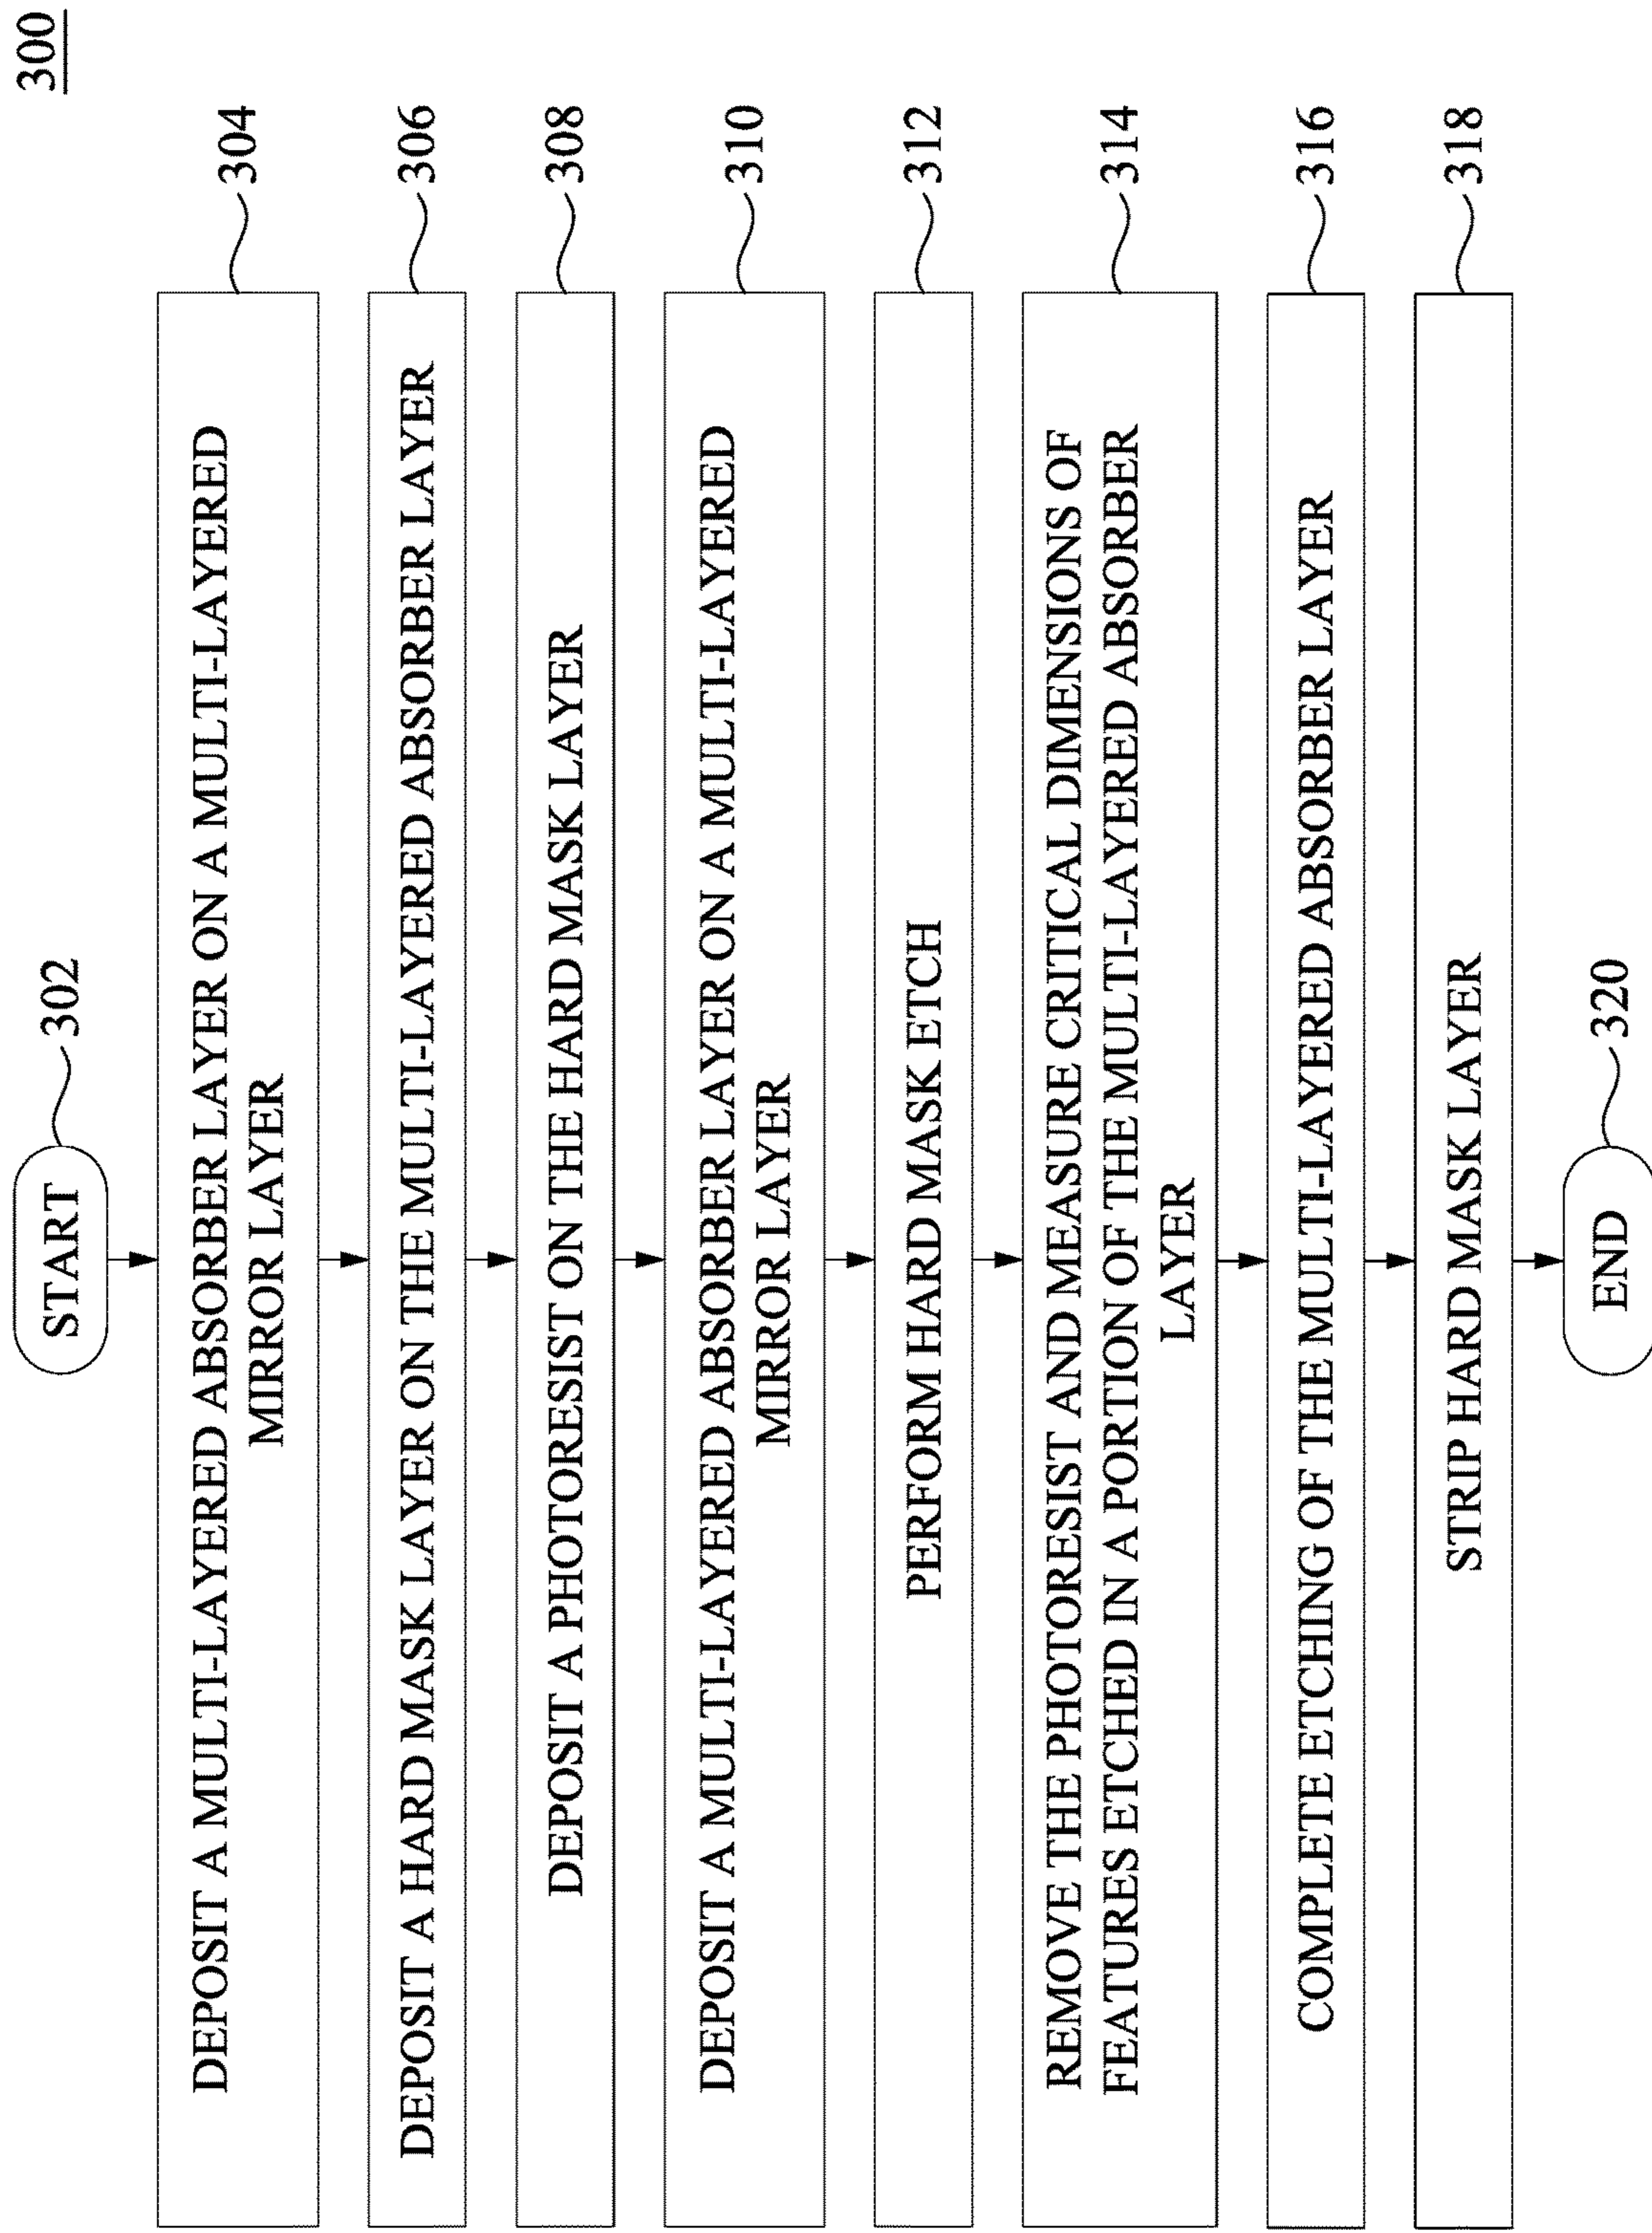 300
START
302
DEPOSIT A MULTI-LAYERED ABSORBER LAYER ON A MULTI-LAYERED
MIRROR LAYER
304
DEPOSIT A HARD MASK LAYER ON THE MULTI-LAYERED ABSORBER LAYER
306
DEPOSIT A PHOTORESIST ON THE HARD MASK LAYER
308
DEPOSIT A MULTI-LAYERED ABSORBER LAYER ON A MULTI-LAYERED
MIRROR LAYER
310
PERFORM HARD MASK ETCH
312
REMOVE THE PHOTORESIST AND MEASURE CRITICAL DIMENSIONS OF
FEATURES ETCHED IN A PORTION OF THE MULTI-LAYERED ABSORBER
LAYER
314
COMPLETE ETCHING OF THE MULTI-LAYERED ABSORBER LAYER
316
STRIP HARD MASK LAYER
318
END
320